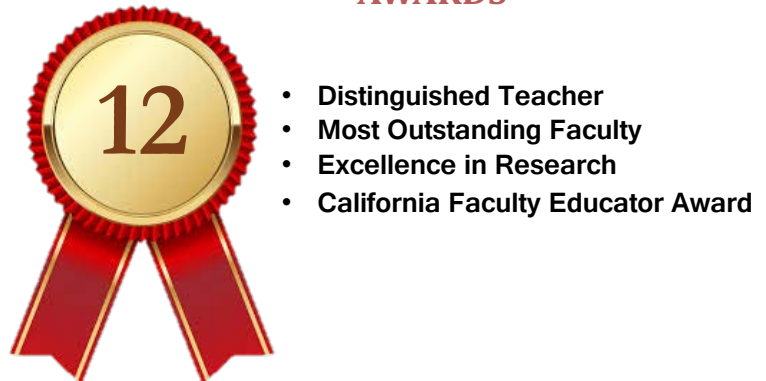 AWARDS
12
• Distinguished Teacher
• Most Outstanding Faculty
• Excellence in Research
• California Faculty Educator Award